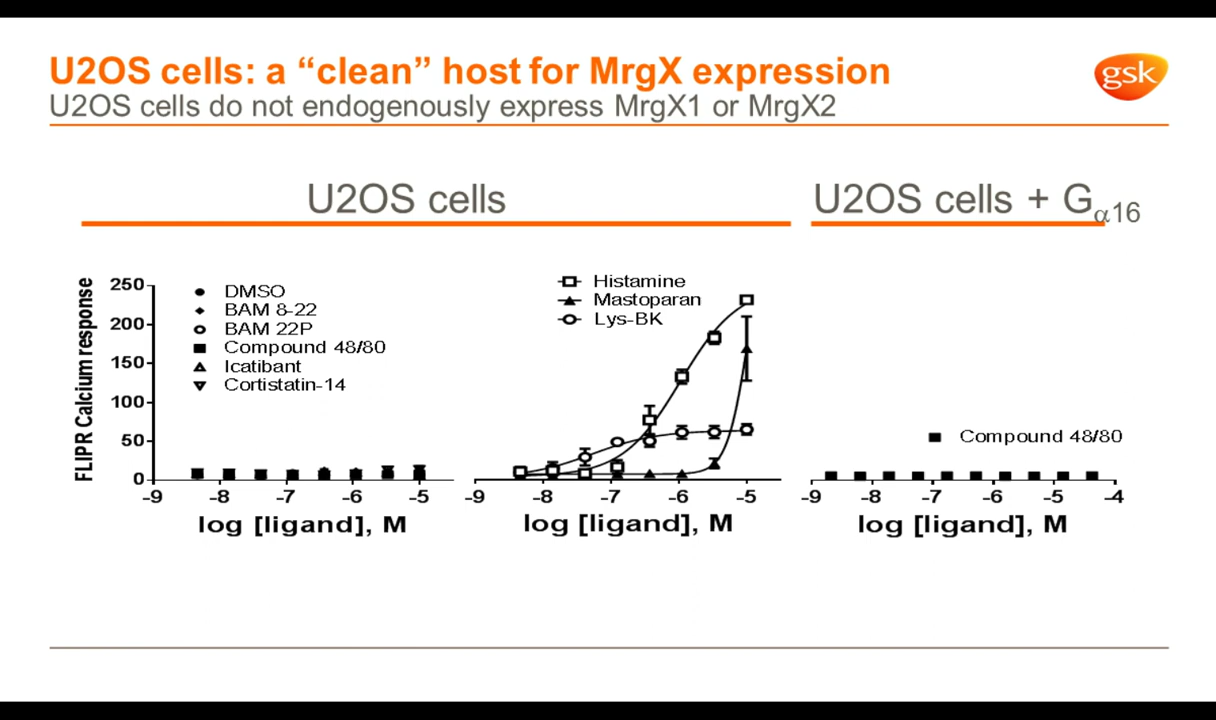 U2OS cells: a “clean” host for MrgX expression
U2OS cells do not endogenously express MrgX1 or MrgX2
gsk
U2OS cells
U2OS cells + Gα16
FLIPR Calcium response
250
200
150
100
50
0
DMSO
BAM 8-22
BAM 22P
Compound 48/80
Icatibant
Cortistatin-14
-9 -8 -7 -6 -5
log [ligand], M
Histamine
Mastoparan
Lys-BK
-9 -8 -7 -6 -5
log [ligand], M
Compound 48/80
-9 -8 -7 -6 -5 -4
log [ligand], M